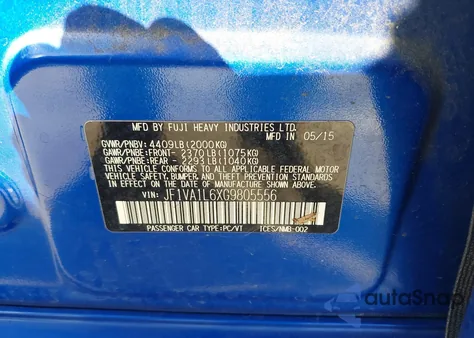 MFD BY FUJI HEAVY INDUSTRIES LTD.
MFD IN 05/15
GVWR/PNBV: 4409LB(2000KG)
GAWR/PNBE:FRONT- 2370LB(1075KG)
GAWR/PNBE:REAR - 2293LB(1040KG)
THIS VEHICLE CONFORMS TO ALL APPLICABLE
FEDERAL MOTOR VEHICLE
SAFETY, BUMPER, AND THEFT PREVENTION
STANDARDS IN EFFECT ON THE DATE OF
MANUFACTURE SHOWN ABOVE.
JF1VA1L6XG9805556
PASSENGER CAR TYPE:PC/VT ICES/NMB-002
autoSnap